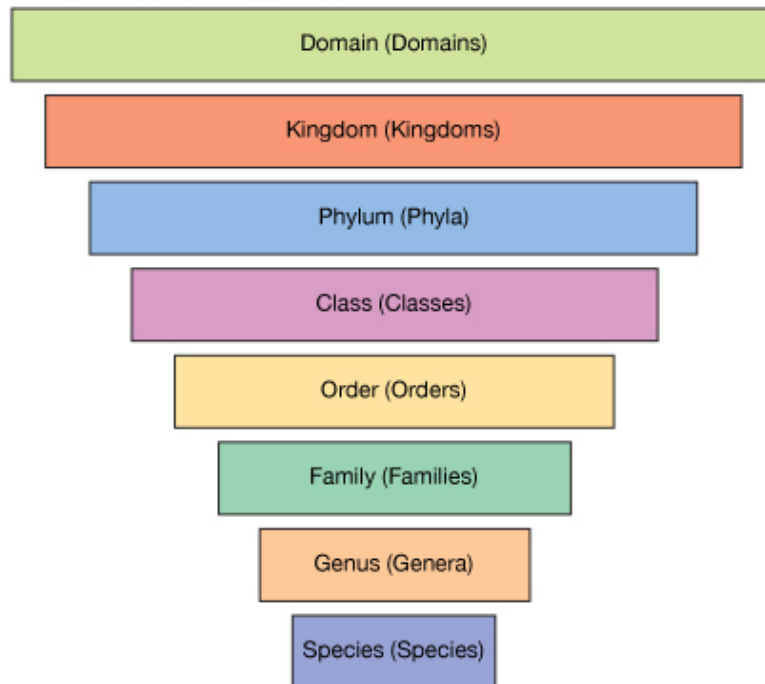 Domain (Domains)
Kingdom (Kingdoms)
Phylum (Phyla)
Class (Classes)
Order (Orders)
Family (Families)
Genus (Genera)
Species (Species)